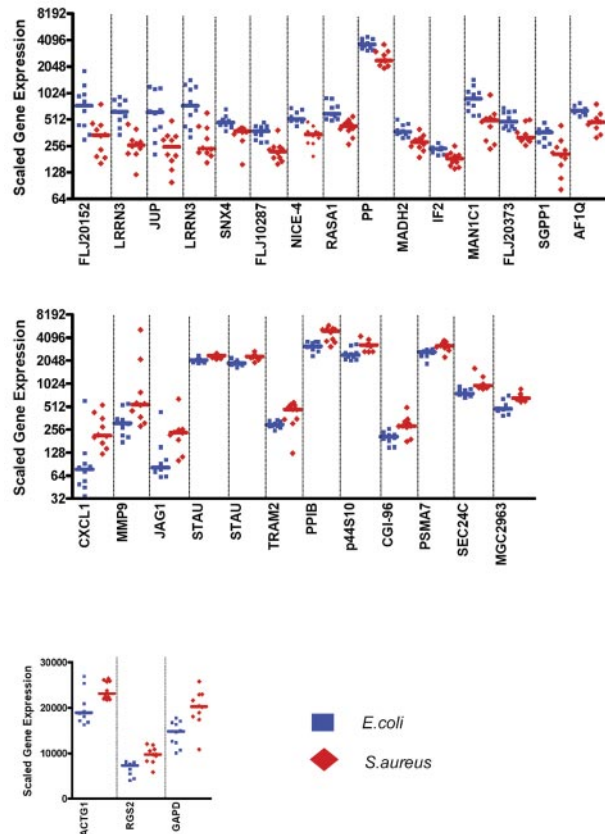 Scaled Gene Expression
8192
4096
2048
1024
512
256
128
64
FLJ20152
LRRN3
JUP
LRRN3
SNX4
FLJ10287
NICE-4
RASA1
PP
MADH2
IF2
MAN1C1
FLJ20373
SGPP1
AF1Q
Scaled Gene Expression
8192
4096
2048
1024
512
256
128
64
32
CXCL1
MMP9
JAG1
STAU
STAU
TRAM2
PPIB
p44S10
CGI-96
PSMA7
SEC24C
MGC2963
Scaled Gene Expression
30000
20000
10000
0
ACTG1
RGS2
GAPD
E.coli
S.aureus